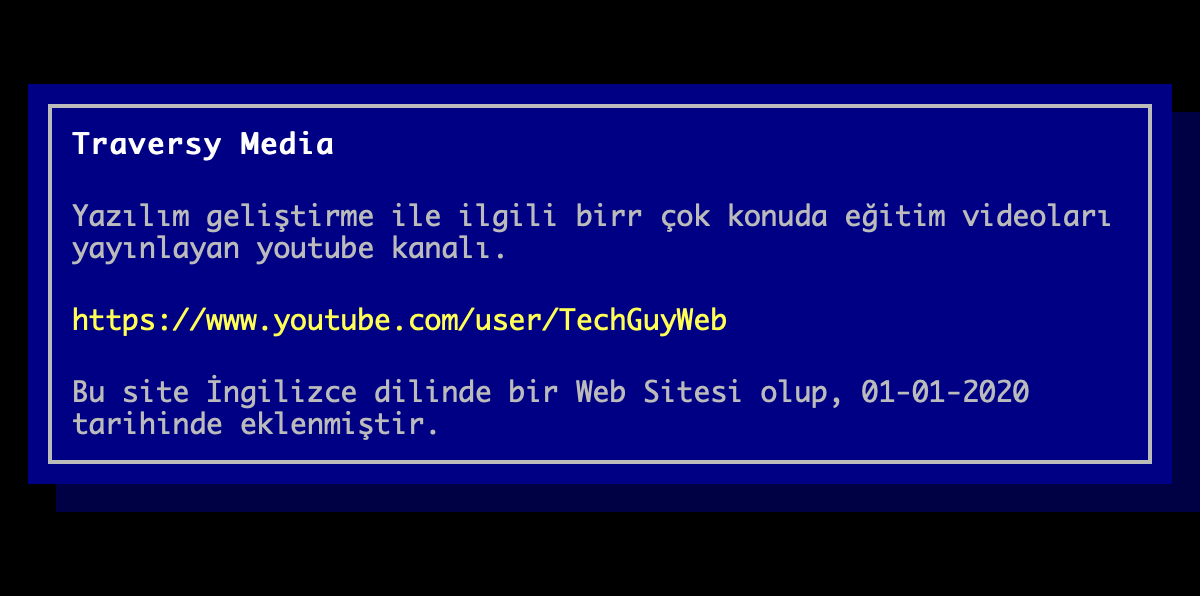 Traversy Media
Yazılım geliştirme ile ilgili birr çok konuda eğitim videoları
yayınlayan youtube kanalı.
https://www.youtube.com/user/TechGuyWeb
Bu site İngilizce dilinde bir Web Sitesi olup, 01-01-2020
tarihinde eklenmiştir.